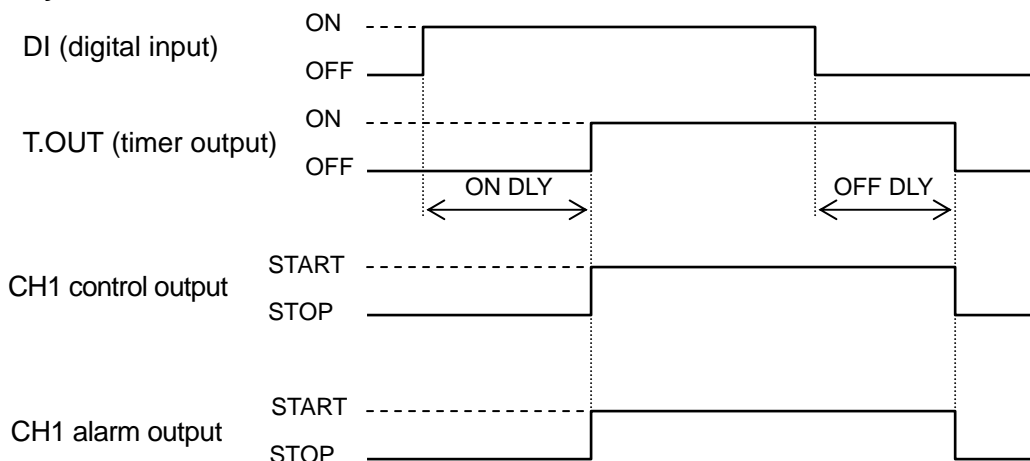 ON
DI (digital input)
OFF
ON
T.OUT (timer output)
OFF
ON DLY
OFF DLY
START
CH1 control output
STOP
START
CH1 alarm output
STOP